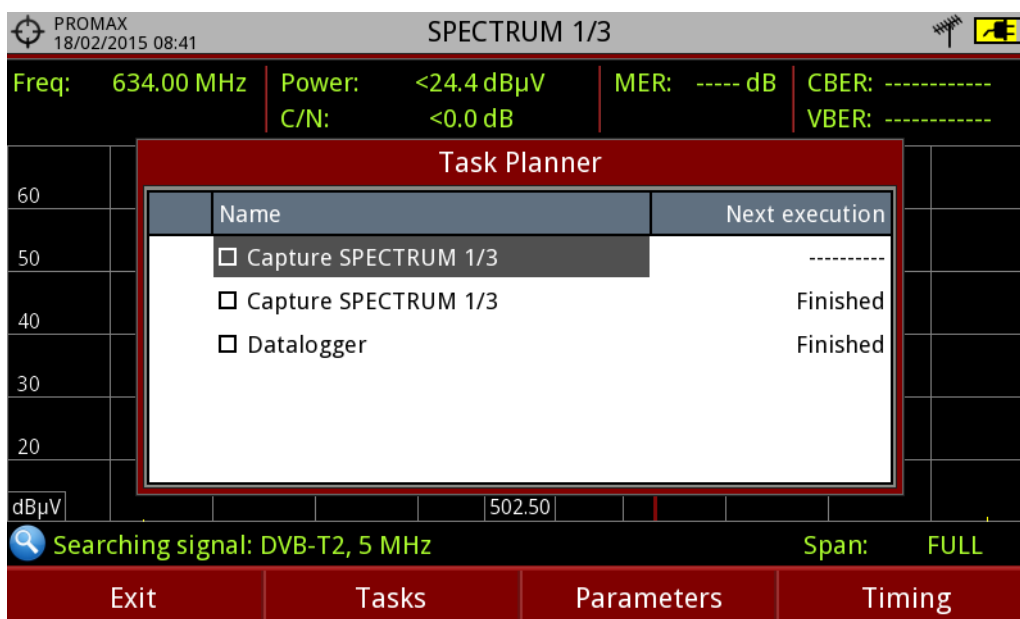 PROMAX
18/02/2015 08:41
SPECTRUM 1/3
Freq: 634.00 MHz Power: <24.4 dBµV MER: ----- dB CBER: ------------
C/N: <0.0 dB VBER: ------------
Task Planner
Name Next execution
Capture SPECTRUM 1/3 ----------
Capture SPECTRUM 1/3 Finished
Datalogger Finished
60
50
40
30
20
dBµV 502.50
Searching signal: DVB-T2, 5 MHz Span: FULL
Exit Tasks Parameters Timing